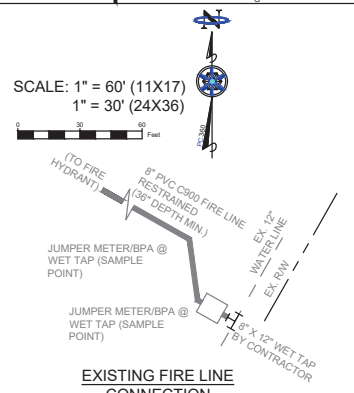 SCALE: 1" = 60' (11X17)
1" = 30' (24X36)
0 30 60
Feet
PC360
(TO FIRE
HYDRANT)
8" PVC C900 FIRE LINE
RESTRAINED
(36" DEPTH MIN.)
EX. 12"
WATER LINE
EX. R/W
JUMPER METER/BPA @
WET TAP (SAMPLE
POINT)
JUMPER METER/BPA @
WET TAP (SAMPLE
POINT)
8" X 12" WET TAP
BY CONTRACTOR
EXISTING FIRE LINE
CONNECTION